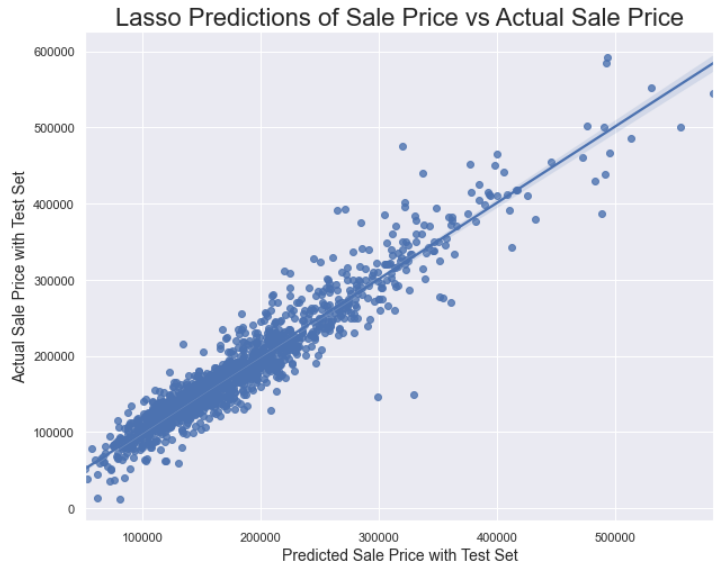 Lasso Predictions of Sale Price vs Actual Sale Price
600000
500000
400000
300000
200000
100000
0
Actual Sale Price with Test Set
100000 200000 300000 400000 500000
Predicted Sale Price with Test Set